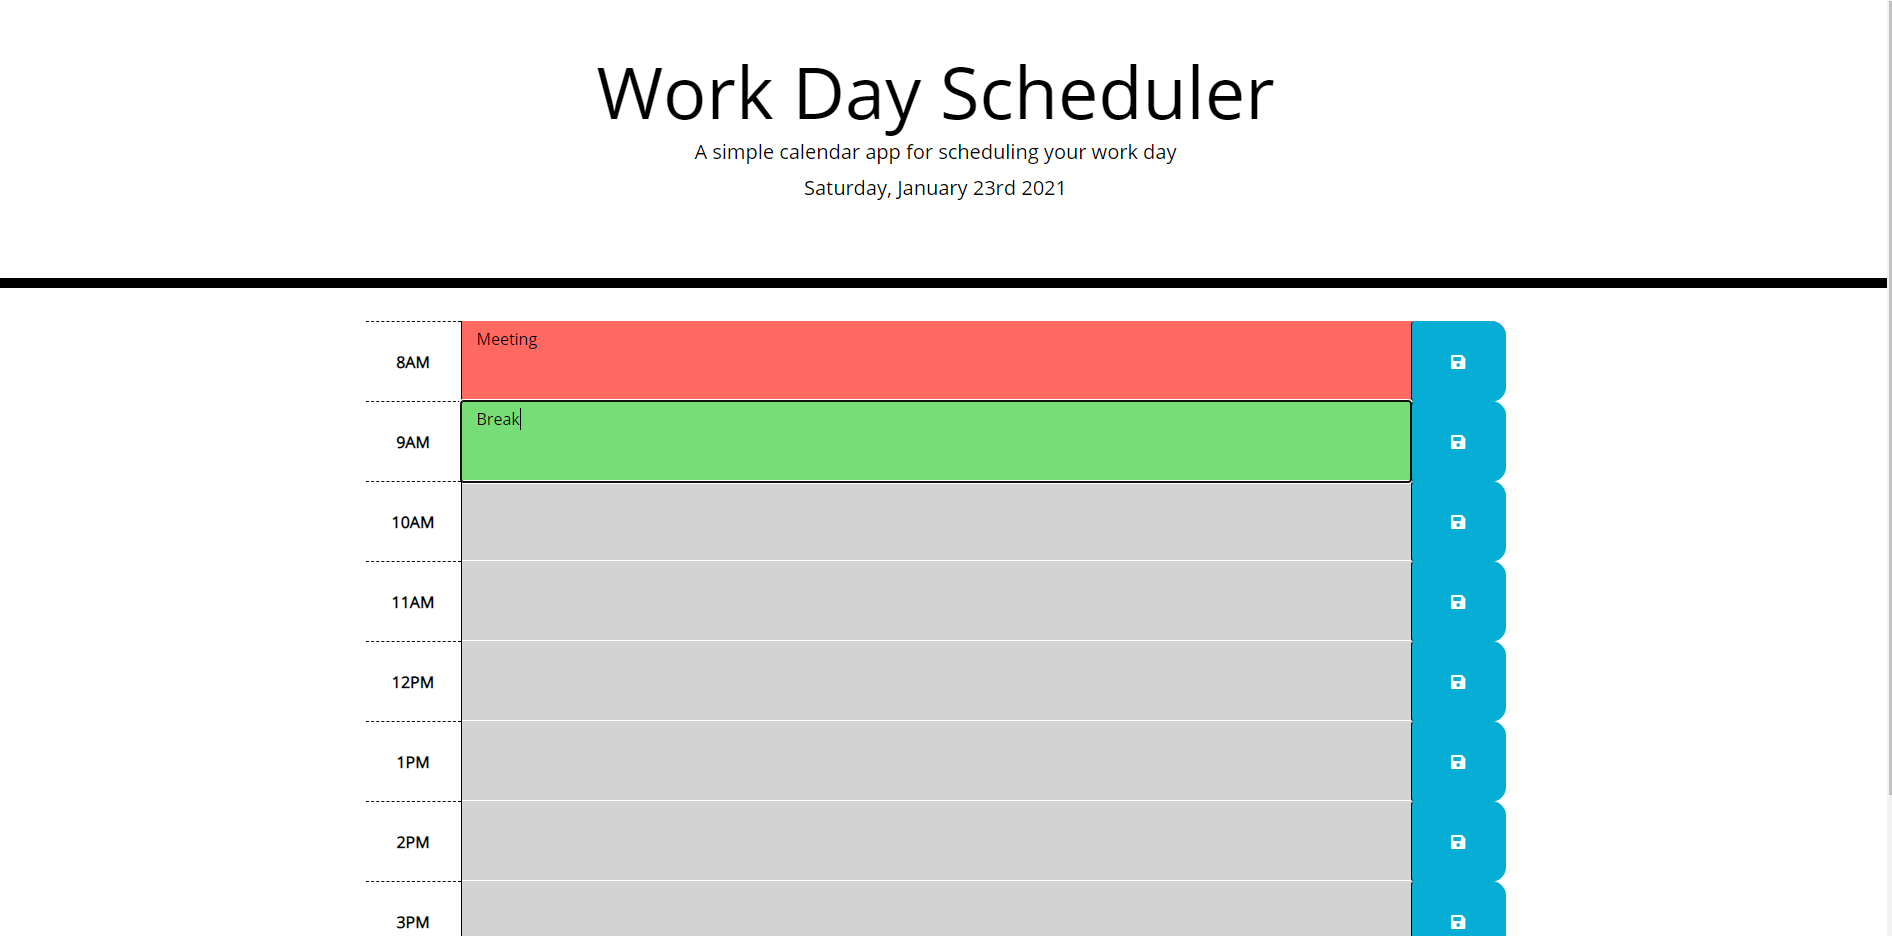 Work Day Scheduler
A simple calendar app for scheduling your work day
Saturday, January 23rd 2021
8AM
Meeting
9AM
Break
10AM
11AM
12PM
1PM
2PM
3PM